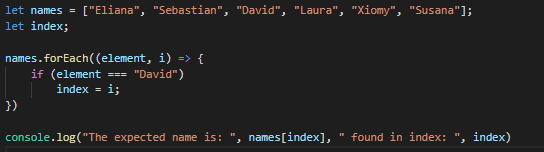 let names = ["Eliana", "Sebastian", "David", "Laura", "Xiomy", "Susana"];
let index;
names.forEach((element, i) => {
if (element === "David")
index = i;
})
console.log("The expected name is: ", names[index], " found in index: ", index)